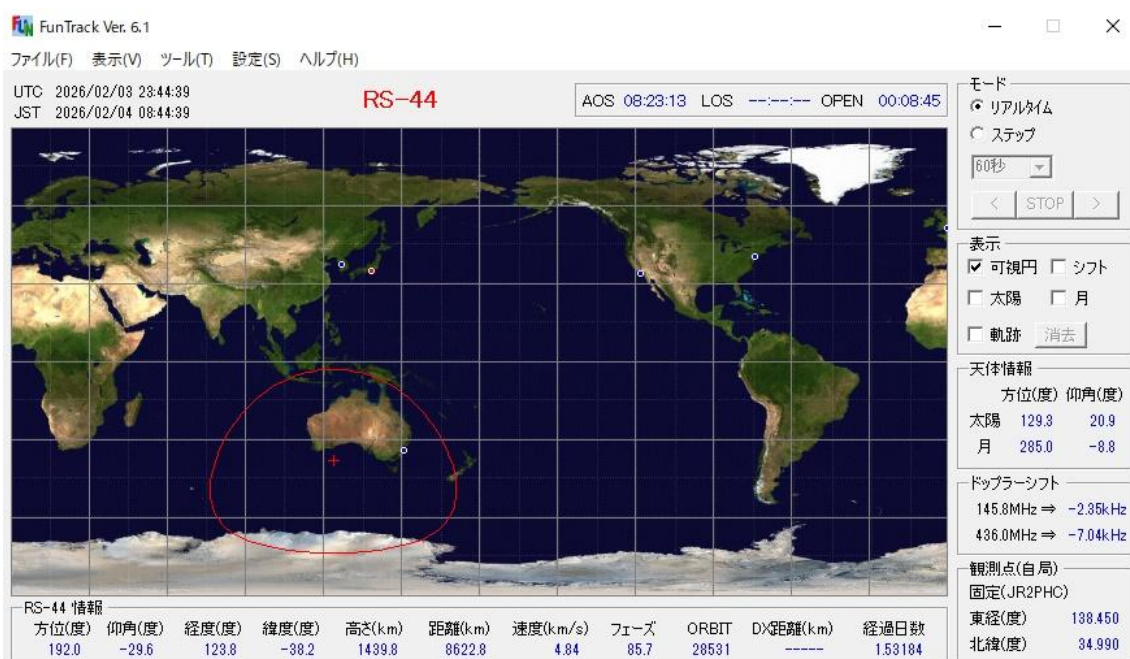 FunTrack Ver. 6.1
ファイル(F) 表示(V) ツール(T) 設定(S) ヘルプ(H)
UTC 2026/02/03 23:44:39
JST 2026/02/04 08:44:39
RS-44
AOS 08:23:13 LOS --:--:-- OPEN 00:08:45
モード
リアルタイム
ステップ
60秒
< STOP >
表示
可視円 シフト
太陽 月
軌跡 消去
天体情報
方位(度) 仰角(度)
太陽 129.3 20.9
月 285.0 -8.8
ドップラーシフト
145.8MHz ⇒ -2.35kHz
436.0MHz ⇒ -7.04kHz
観測点(自局)
固定(JR2PHC)
東経(度) 138.450
北緯(度) 34.990
RS-44 情報
方位(度) 仰角(度) 経度(度) 緯度(度) 高さ(km) 距離(km) 速度(km/s) フェーズ ORBIT DX距離(km) 経過日数
192.0 -29.6 123.8 -38.2 1439.8 8622.8 4.84 85.7 28531 ----- 1.53184